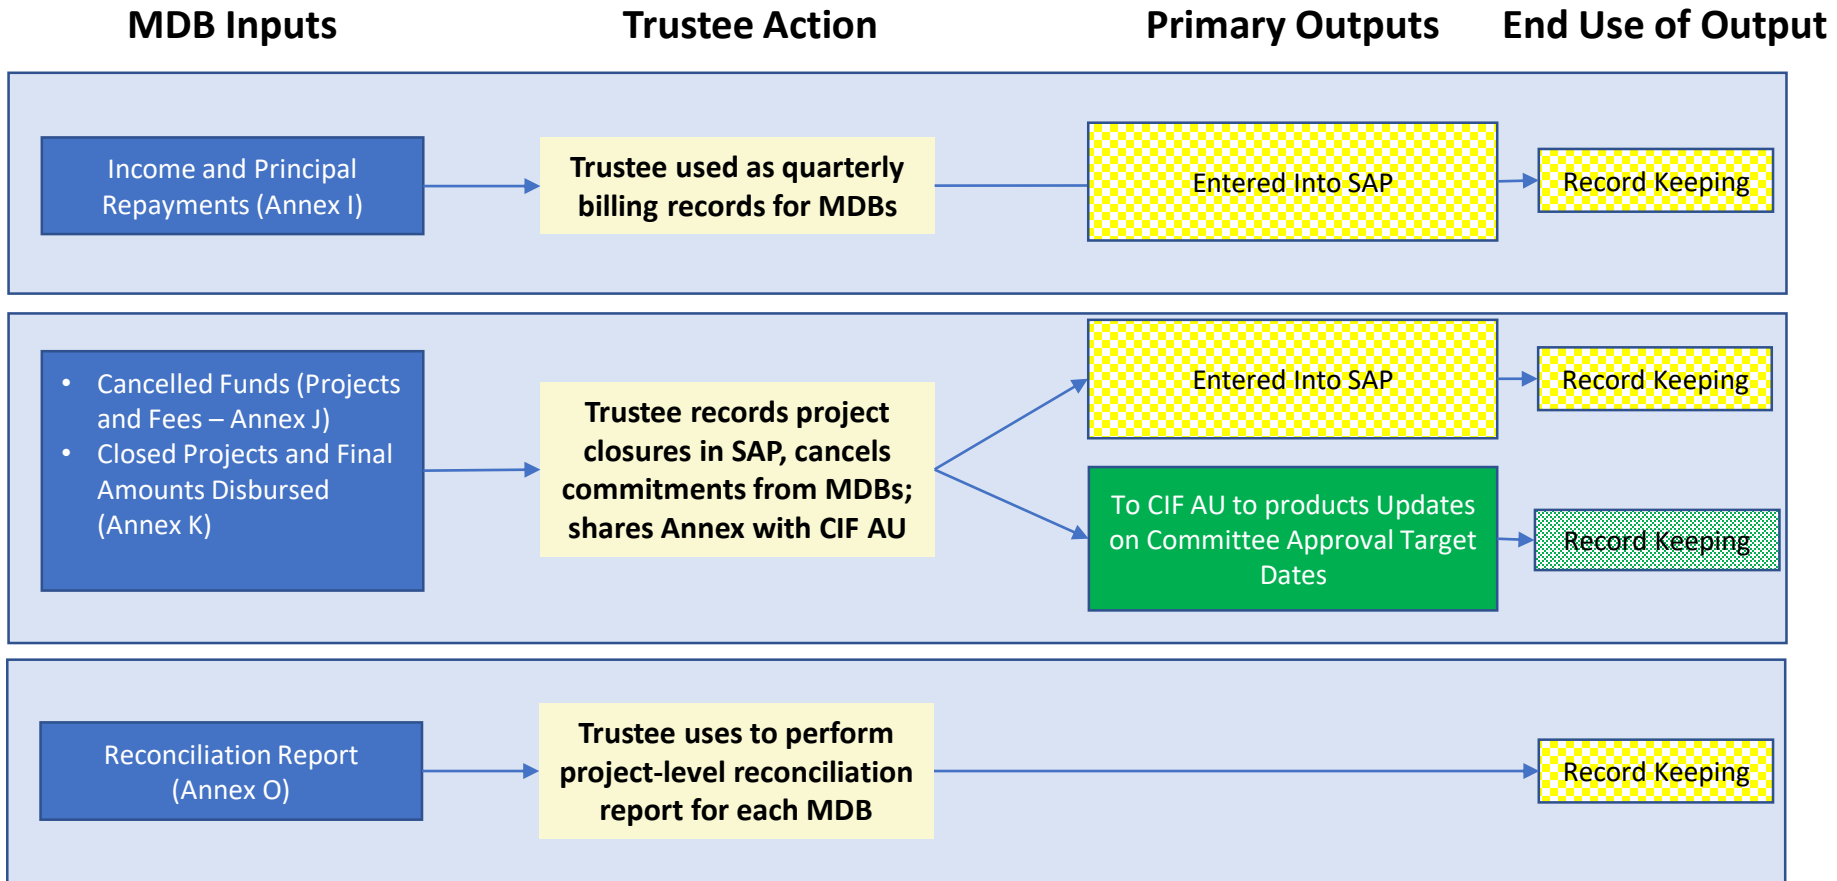 MDB Inputs
Trustee Action
Primary Outputs
End Use of Output
Income and Principal
Repayments (Annex I)
Trustee used as quarterly
billing records for MDBs
Entered Into SAP
Record Keeping
• Cancelled Funds (Projects
and Fees – Annex J)
• Closed Projects and Final
Amounts Disbursed
(Annex K)
Trustee records project
closures in SAP, cancels
commitments from MDBs;
shares Annex with CIF AU
Entered Into SAP
Record Keeping
To CIF AU to products Updates
on Committee Approval Target
Dates
Record Keeping
Reconciliation Report
(Annex O)
Trustee uses to perform
project-level reconciliation
report for each MDB
Record Keeping